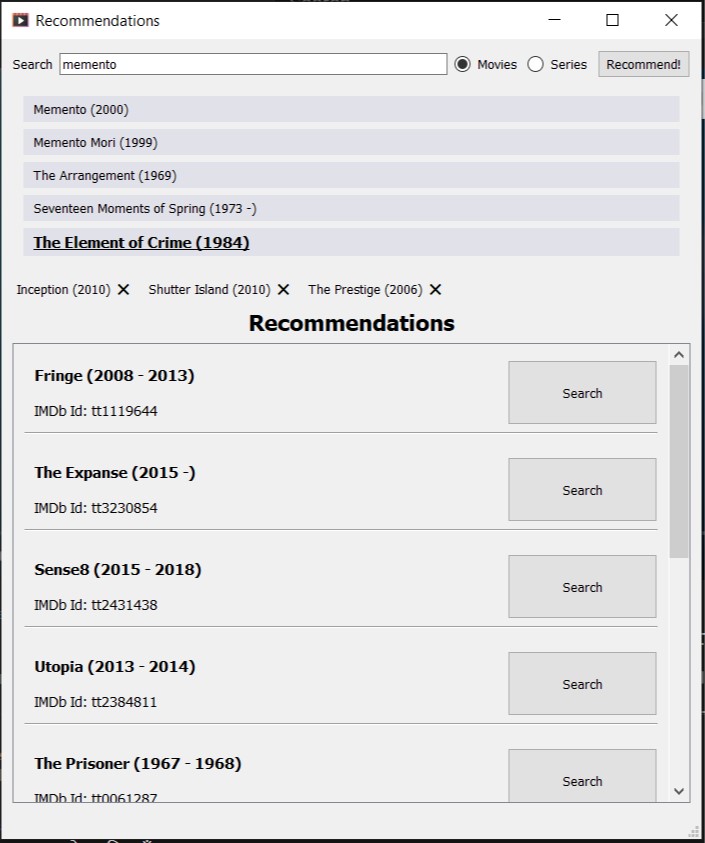 Recommendations
Search memento Movies Series Recommend!
Memento (2000)
Memento Mori (1999)
The Arrangement (1969)
Seventeen Moments of Spring (1973 -)
The Element of Crime (1984)
Inception (2010) ✕ Shutter Island (2010) ✕ The Prestige (2006) ✕
Recommendations
Fringe (2008 - 2013)
Search
IMDb Id: tt1119644
The Expanse (2015 -)
Search
IMDb Id: tt3230854
Sense8 (2015 - 2018)
Search
IMDb Id: tt2431438
Utopia (2013 - 2014)
Search
IMDb Id: tt2384811
The Prisoner (1967 - 1968)
Search
IMDb Id: tt0061287